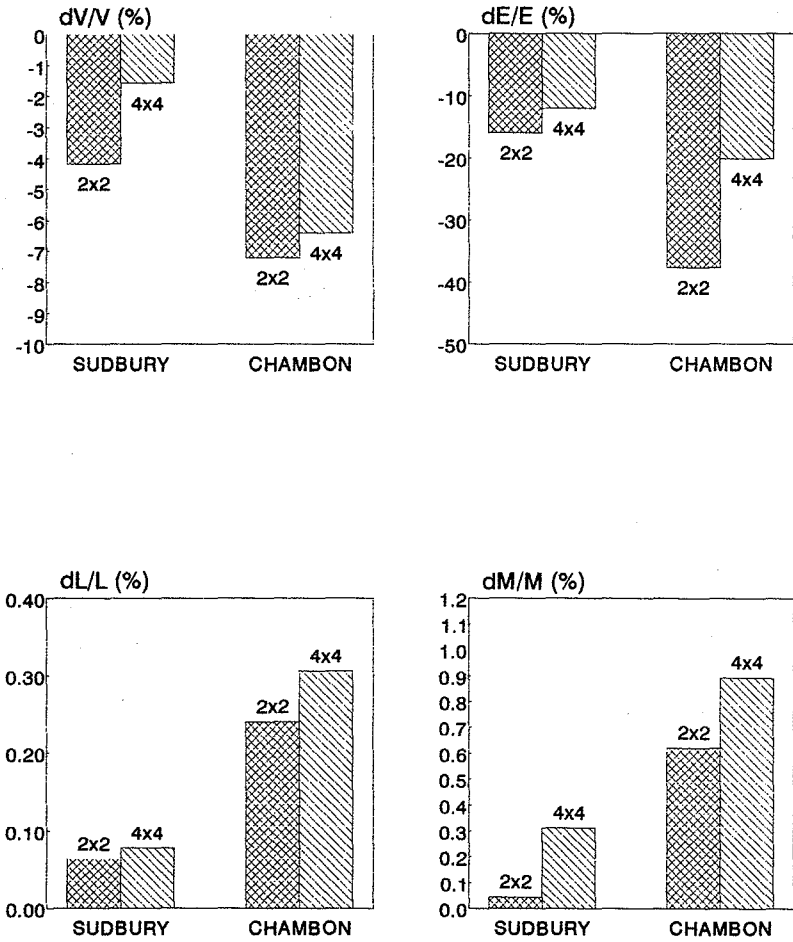 dV/V (%)
0
-1
-2
-3
-4
-5
-6
-7
-8
-9
-10
2x2
4x4
2x2
4x4
SUDBURY CHAMBON
dE/E (%)
0
-10
-20
-30
-40
-50
2x2
4x4
2x2
4x4
SUDBURY CHAMBON
dL/L (%)
0.40
0.30
0.20
0.10
0.00
2x2
4x4
2x2
4x4
SUDBURY CHAMBON
dM/M (%)
1.2
1.1
1.0
0.9
0.8
0.7
0.6
0.5
0.4
0.3
0.2
0.1
0.0
2x2
4x4
2x2
4x4
SUDBURY CHAMBON